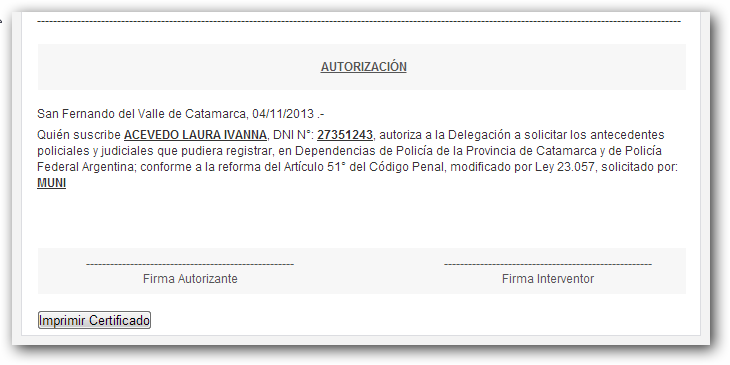 AUTORIZACIÓN
San Fernando del Valle de Catamarca, 04/11/2013 .-
Quién suscribe ACEVEDO LAURA IVANNA, DNI N°: 27351243, autoriza a la Delegación a solicitar los antecedentes
policiales y judiciales que pudiera registrar, en Dependencias de Policía de la Provincia de Catamarca y de Policía
Federal Argentina; conforme a la reforma del Artículo 51° del Código Penal, modificado por Ley 23.057, solicitado por:
MUNI
Firma Autorizante
Firma Interventor
Imprimir Certificado